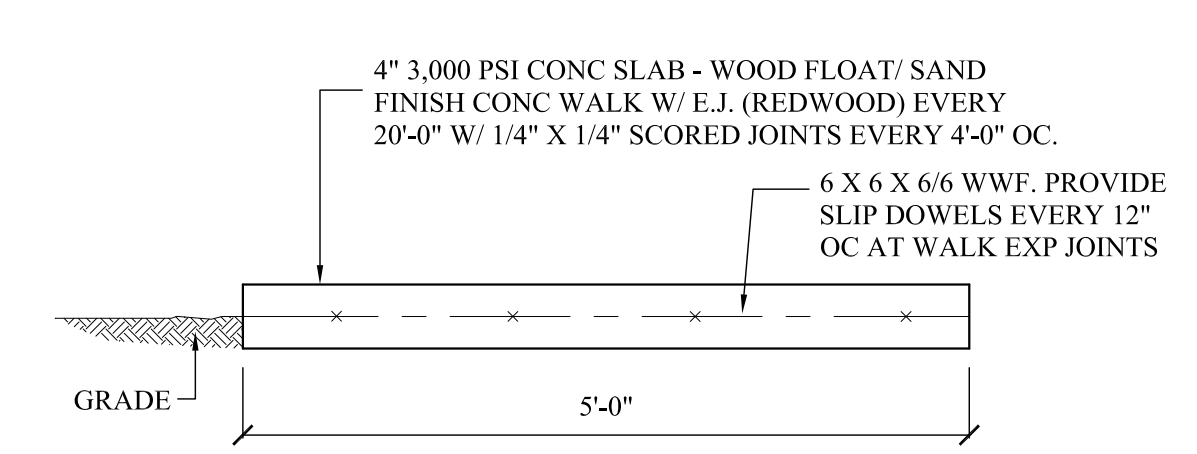 4" 3,000 PSI CONC SLAB - WOOD FLOAT/ SAND
FINISH CONC WALK W/ E.J. (REDWOOD) EVERY
20'-0" W/ 1/4" X 1/4" SCORED JOINTS EVERY 4'-0" OC.
6 X 6 X 6/6 WWF. PROVIDE
SLIP DOWELS EVERY 12"
OC AT WALK EXP JOINTS
GRADE
5'-0"